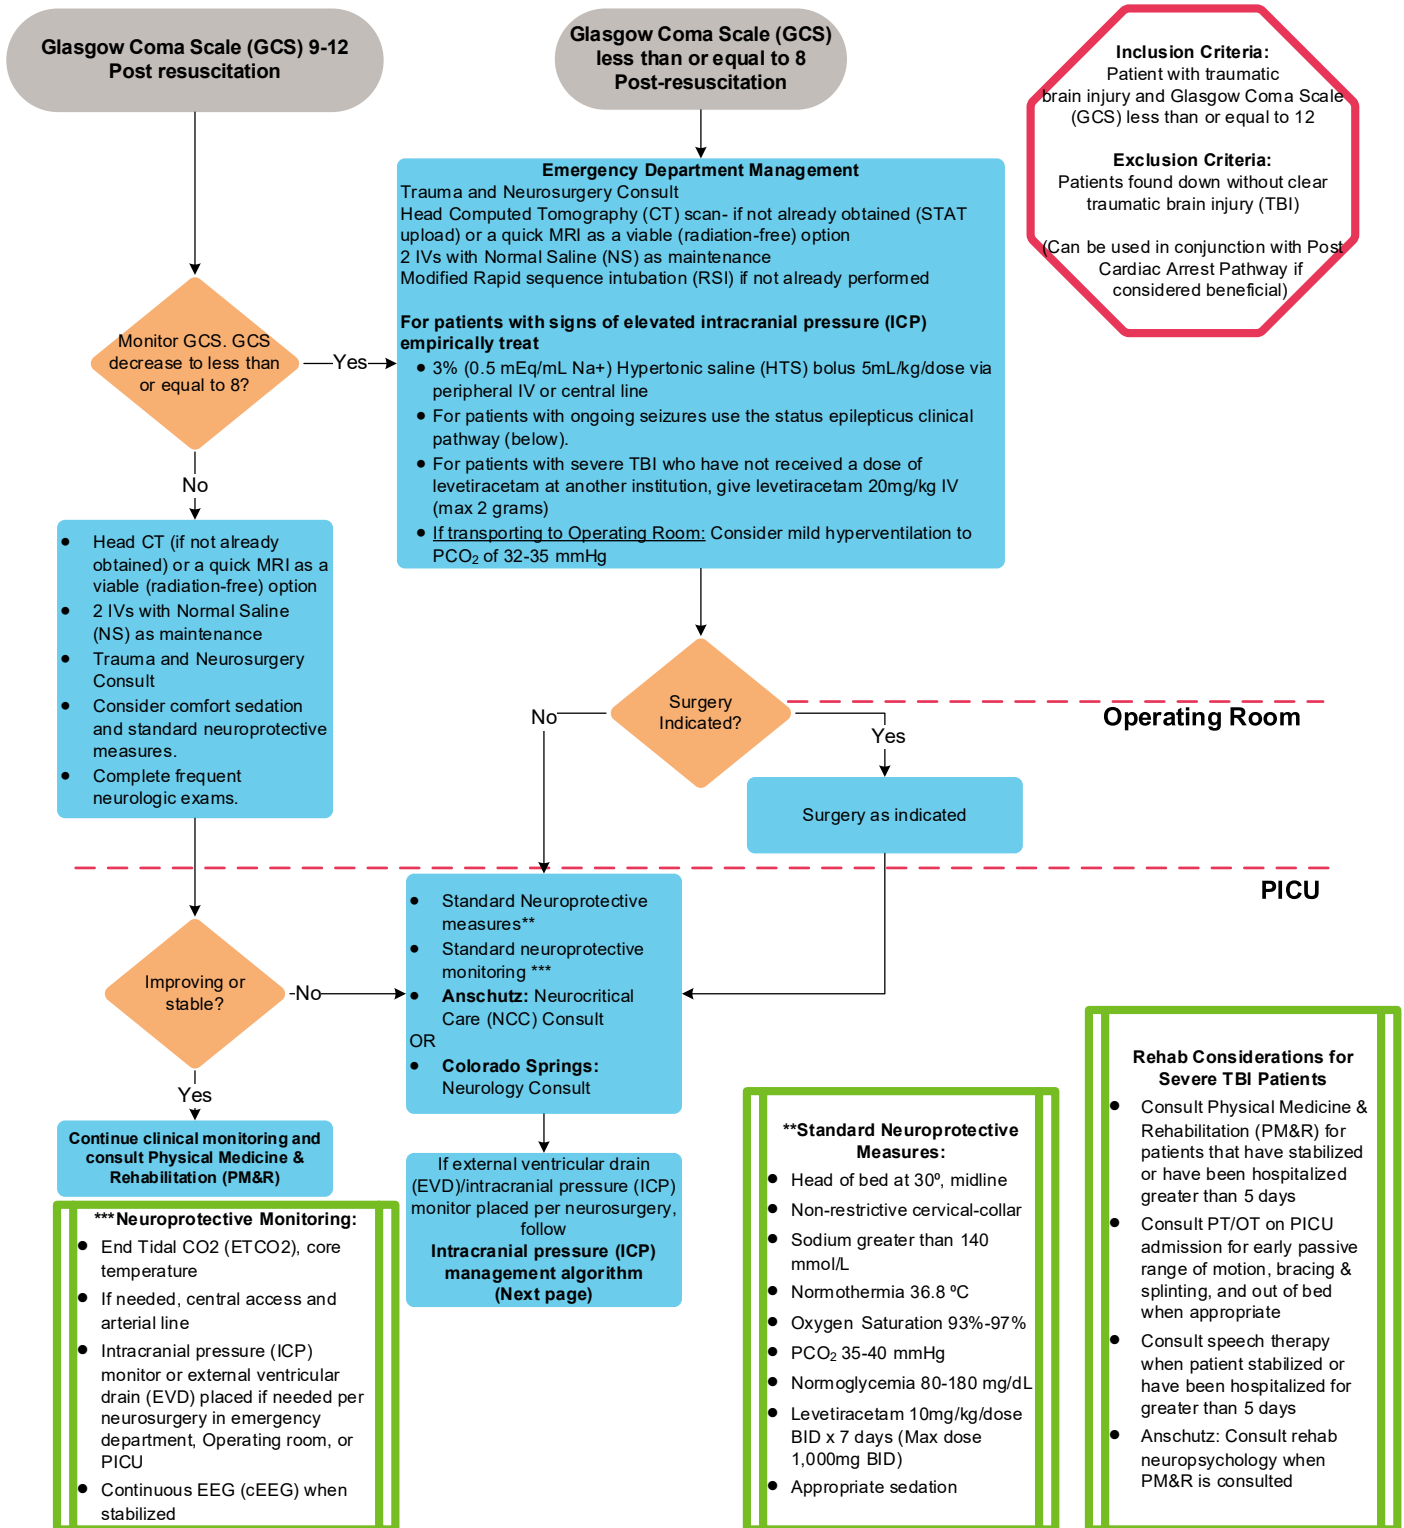 Glasgow Coma Scale (GCS) 9-12
Post resuscitation
Glasgow Coma Scale (GCS)
less than or equal to 8
Post-resuscitation
Inclusion Criteria:
Patient with traumatic
brain injury and Glasgow Coma Scale
(GCS) less than or equal to 12
Exclusion Criteria:
Patients found down without clear
traumatic brain injury (TBI)
(Can be used in conjunction with Post
Cardiac Arrest Pathway if
considered beneficial)
Emergency Department Management
Trauma and Neurosurgery Consult
Head Computed Tomography (CT) scan- if not already obtained (STAT
upload) or a quick MRI as a viable (radiation-free) option
2 IVs with Normal Saline (NS) as maintenance
Modified Rapid sequence intubation (RSI) if not already performed
For patients with signs of elevated intracranial pressure (ICP)
empirically treat
● 3% (0.5 mEq/mL Na+) Hypertonic saline (HTS) bolus 5mL/kg/dose via
peripheral IV or central line
● For patients with ongoing seizures use the status epilepticus clinical
pathway (below).
● For patients with severe TBI who have not received a dose of
levetiracetam at another institution, give levetiracetam 20mg/kg IV
(max 2 grams)
● If transporting to Operating Room: Consider mild hyperventilation to
PCO₂ of 32-35 mmHg
Monitor GCS. GCS
decrease to less than
or equal to 8?
Yes
No
● Head CT (if not already
obtained) or a quick MRI as a
viable (radiation-free) option
● 2 IVs with Normal Saline
(NS) as maintenance
● Trauma and Neurosurgery
Consult
● Consider comfort sedation
and standard neuroprotective
measures.
● Complete frequent
neurologic exams.
Surgery
Indicated?
No
Yes
Operating Room
Surgery as indicated
PICU
Improving or
stable?
No
Yes
● Standard Neuroprotective
measures**
● Standard neuroprotective
monitoring ***
● Anschutz: Neurocritical
Care (NCC) Consult
OR
● Colorado Springs:
Neurology Consult
Continue clinical monitoring and
consult Physical Medicine &
Rehabilitation (PM&R)
If external ventricular drain
(EVD)/intracranial pressure (ICP)
monitor placed per neurosurgery,
follow
Intracranial pressure (ICP)
management algorithm
(Next page)
***Neuroprotective Monitoring:
● End Tidal CO2 (ETCO2), core
temperature
● If needed, central access and
arterial line
● Intracranial pressure (ICP)
monitor or external ventricular
drain (EVD) placed if needed per
neurosurgery in emergency
department, Operating room, or
PICU
● Continuous EEG (cEEG) when
stabilized
**Standard Neuroprotective
Measures:
● Head of bed at 30º, midline
● Non-restrictive cervical-collar
● Sodium greater than 140
mmol/L
● Normothermia 36.8 ºC
● Oxygen Saturation 93%-97%
● PCO₂ 35-40 mmHg
● Normoglycemia 80-180 mg/dL
● Levetiracetam 10mg/kg/dose
BID x 7 days (Max dose
1,000mg BID)
● Appropriate sedation
Rehab Considerations for
Severe TBI Patients
● Consult Physical Medicine &
Rehabilitation (PM&R) for
patients that have stabilized
or have been hospitalized
greater than 5 days
● Consult PT/OT on PICU
admission for early passive
range of motion, bracing &
splinting, and out of bed
when appropriate
● Consult speech therapy
when patient stabilized or
have been hospitalized for
greater than 5 days
● Anschutz: Consult rehab
neuropsychology when
PM&R is consulted